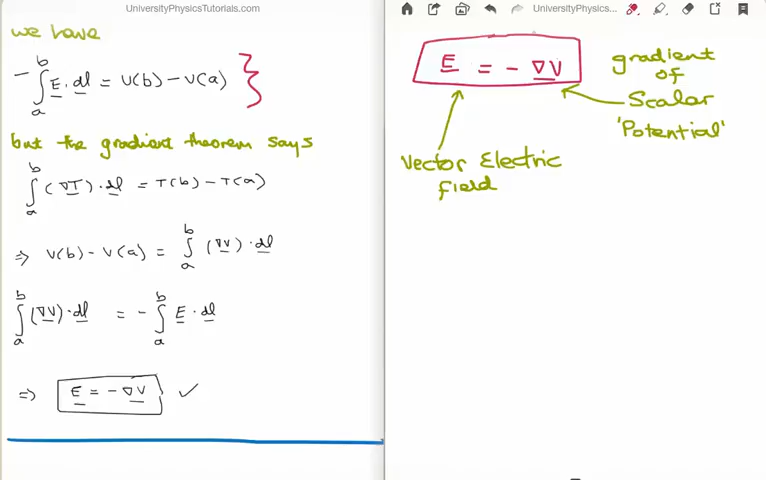 UniversityPhysicsTutorials.com
we have
- ∫ₐᵇ E · dl = V(b) - V(a)
but the gradient theorem says
∫ₐᵇ (∇T) · dl = T(b) - T(a)
⇒ V(b) - V(a) = ∫ₐᵇ (∇V) · dl
∫ₐᵇ (∇V) · dl = - ∫ₐᵇ E · dl
⇒ E = - ∇V ✓
UniversityPhysics...
E = - ∇V
gradient
of
Scalar
'Potential'
Vector Electric
field